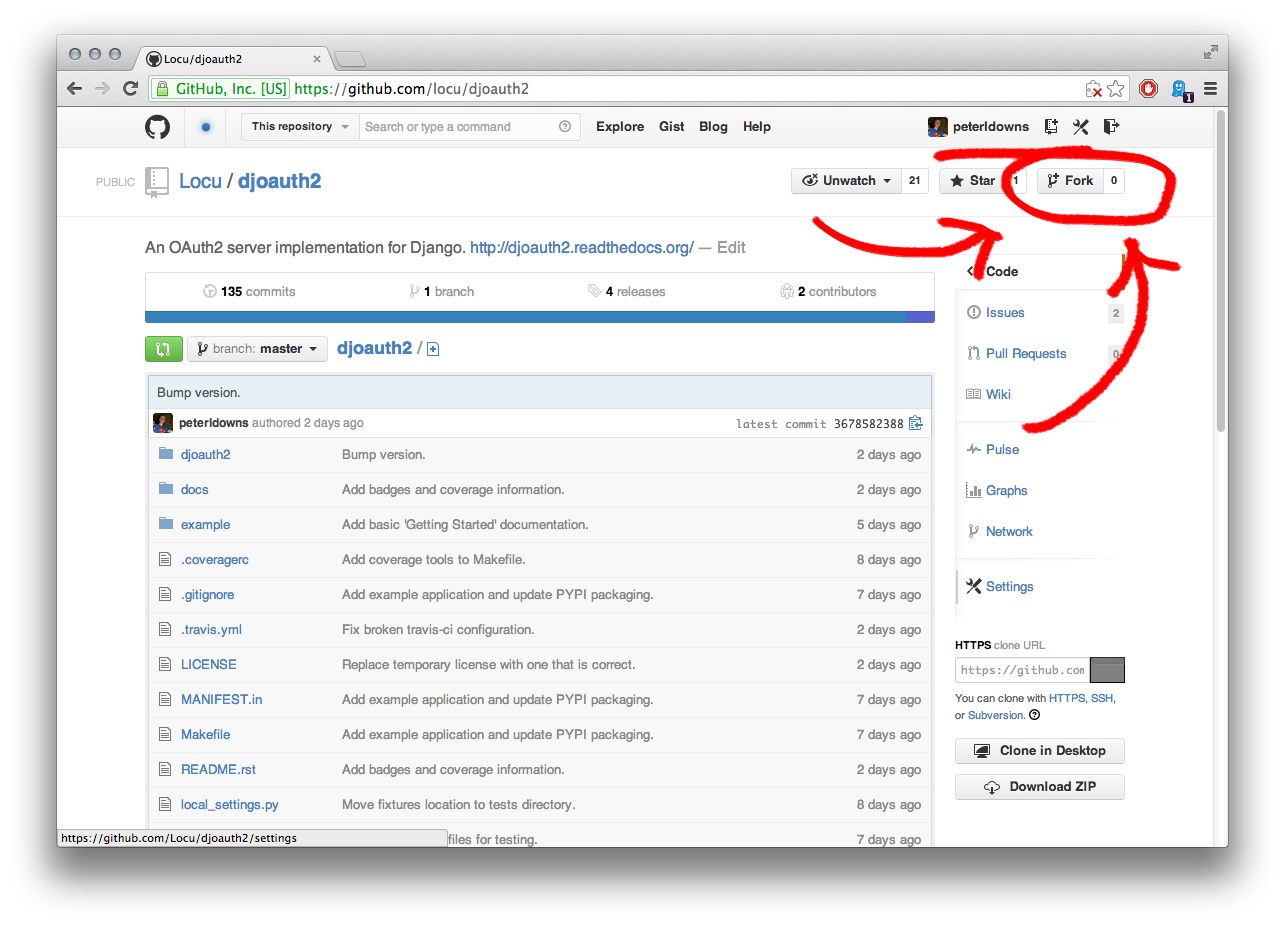 Locu/djoauth2
GitHub, Inc. [US] https://github.com/locu/djoauth2
1
This repository Search or type a command Explore Gist Blog Help peterldowns
PUBLIC Locu / djoauth2 Unwatch 21 Star 1 Fork 0
An OAuth2 server implementation for Django. http://djoauth2.readthedocs.org/ — Edit
135 commits 1 branch 4 releases 2 contributors
branch: master djoauth2 /
Bump version.
peterldowns authored 2 days ago latest commit 3678582388
djoauth2 Bump version. 2 days ago
docs Add badges and coverage information. 2 days ago
example Add basic 'Getting Started' documentation. 5 days ago
.coveragerc Add coverage tools to Makefile. 8 days ago
.gitignore Add example application and update PYPI packaging. 7 days ago
.travis.yml Fix broken travis-ci configuration. 2 days ago
LICENSE Replace temporary license with one that is correct. 2 days ago
MANIFEST.in Add example application and update PYPI packaging. 7 days ago
Makefile Add example application and update PYPI packaging. 7 days ago
README.rst Add badges and coverage information. 2 days ago
local_settings.py Move fixtures location to tests directory. 8 days ago
files for testing. 7 days ago
https://github.com/Locu/djoauth2/settings
Code
Issues 2
Pull Requests 0
Wiki
Pulse
Graphs
Network
Settings
HTTPS clone URL
https://github.com
You can clone with HTTPS, SSH,
or Subversion.
Clone in Desktop
Download ZIP